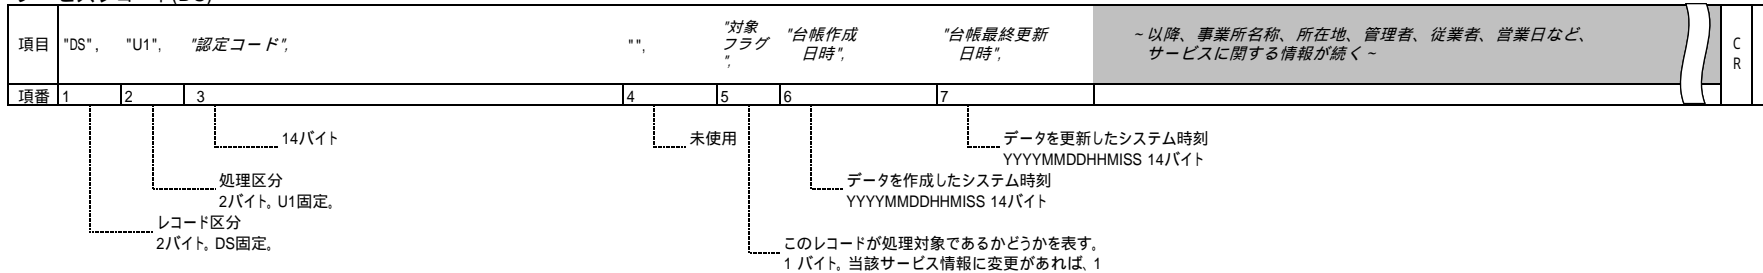 項目 "DS", "U1", "認定コード", "", "対象フラグ", "台帳作成日時", "台帳最終更新日時", ~以降、事業所名称、所在地、管理者、従業者、営業日など、サービスに関する情報が続く~ CR
項番 1 2 3 4 5 6 7
14バイト
未使用
データを更新したシステム時刻
YYYYMMDDHHMISS 14バイト
処理区分
2バイト。U1固定。
データを作成したシステム時刻
YYYYMMDDHHMISS 14バイト
レコード区分
2バイト。DS固定。
このレコードが処理対象であるかどうかを表す。
1 バイト。当該サービス情報に変更があれば、1